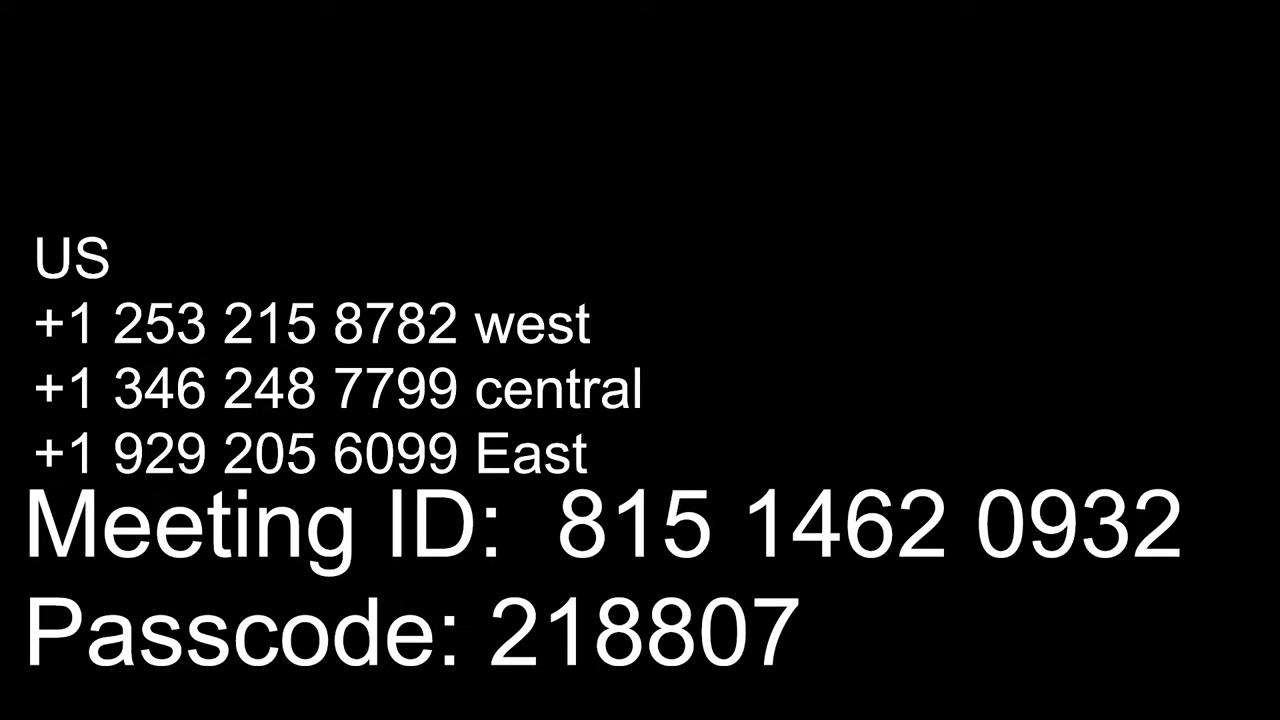 US
+1 253 215 8782 west
+1 346 248 7799 central
+1 929 205 6099 East
Meeting ID:  815 1462 0932
Passcode: 218807